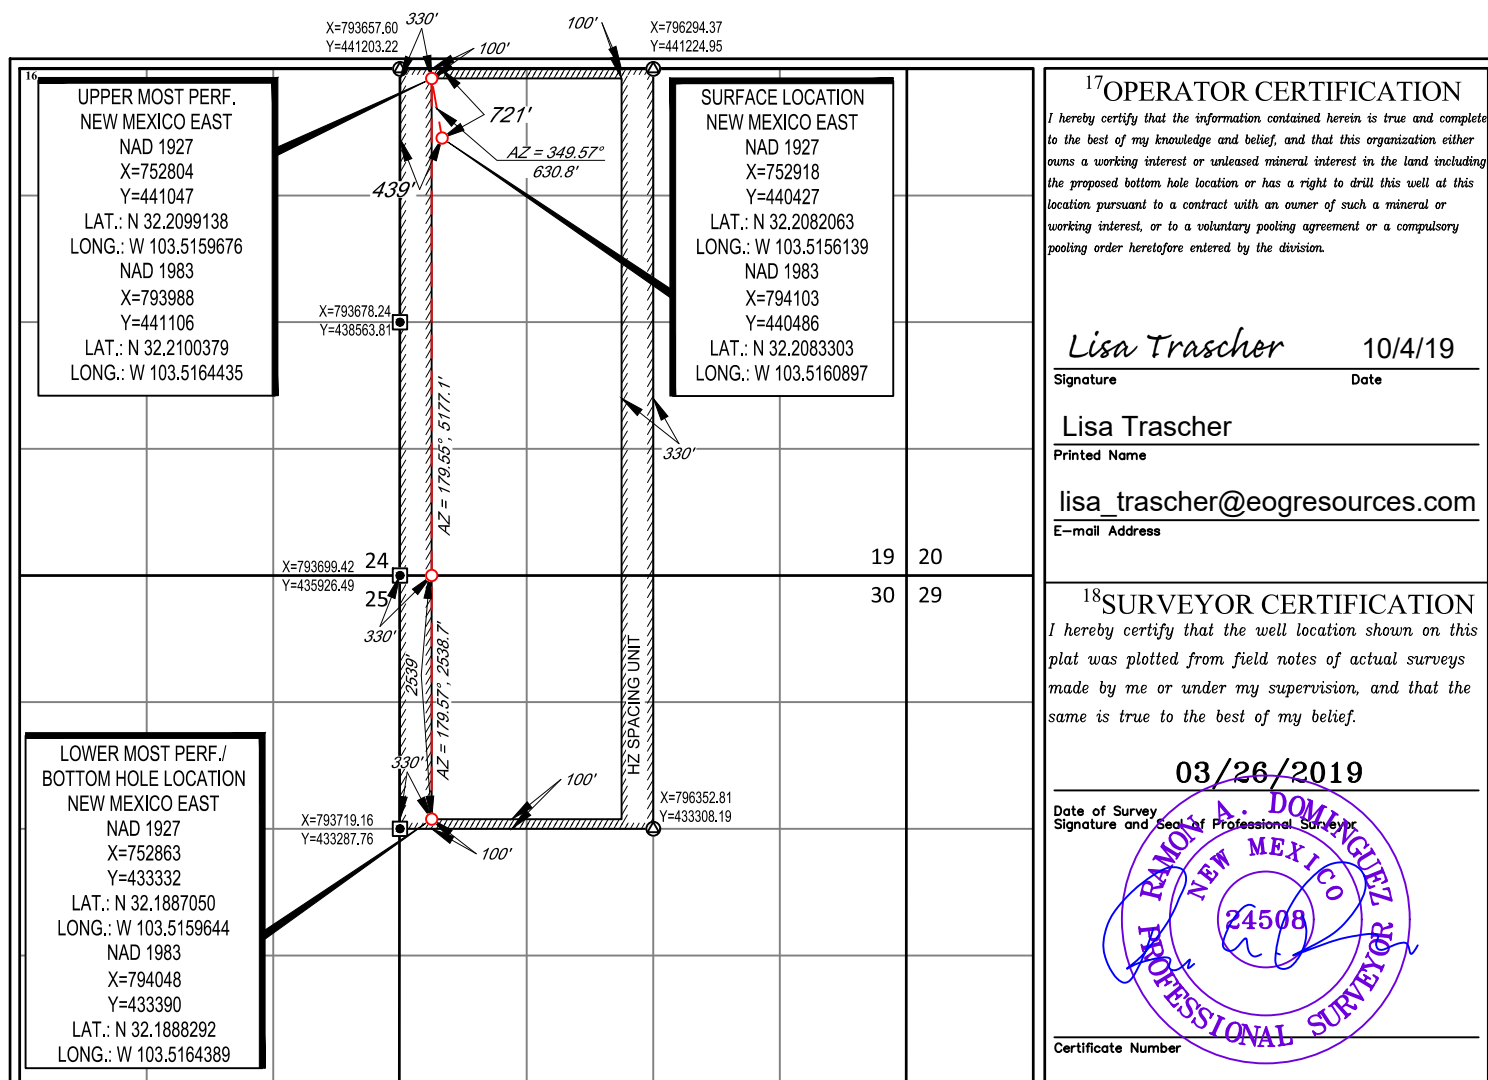 X=793657.60
Y=441203.22
330'
100'
100'
X=796294.37
Y=441224.95
16
UPPER MOST PERF.
NEW MEXICO EAST
NAD 1927
X=752804
Y=441047
LAT.: N 32.2099138
LONG.: W 103.5159676
NAD 1983
X=793988
Y=441106
LAT.: N 32.2100379
LONG.: W 103.5164435
721'
AZ = 349.57°
630.8'
439'
SURFACE LOCATION
NEW MEXICO EAST
NAD 1927
X=752918
Y=440427
LAT.: N 32.2082063
LONG.: W 103.5156139
NAD 1983
X=794103
Y=440486
LAT.: N 32.2083303
LONG.: W 103.5160897
X=793678.24
Y=438563.81
AZ = 179.55°, 5177.1'
330'
X=793699.42
Y=435926.49
24
25
19
20
30
29
330'
2539'
AZ = 179.57°, 2538.7'
HZ SPACING UNIT
330'
100'
X=796352.81
Y=433308.19
X=793719.16
Y=433287.76
100'
LOWER MOST PERF./
BOTTOM HOLE LOCATION
NEW MEXICO EAST
NAD 1927
X=752863
Y=433332
LAT.: N 32.1887050
LONG.: W 103.5159644
NAD 1983
X=794048
Y=433390
LAT.: N 32.1888292
LONG.: W 103.5164389
17OPERATOR CERTIFICATION
I hereby certify that the information contained herein is true and complete
to the best of my knowledge and belief, and that this organization either
owns a working interest or unleased mineral interest in the land including
the proposed bottom hole location or has a right to drill this well at this
location pursuant to a contract with an owner of such a mineral or
working interest, or to a voluntary pooling agreement or a compulsory
pooling order heretofore entered by the division.
Lisa Trascher 10/4/19
Signature Date
Lisa Trascher
Printed Name
lisa_trascher@eogresources.com
E-mail Address
18SURVEYOR CERTIFICATION
I hereby certify that the well location shown on this
plat was plotted from field notes of actual surveys
made by me or under my supervision, and that the
same is true to the best of my belief.
03/26/2019
Date of Survey
Signature and Seal of Professional Surveyor
RAMON A. DOMINGUEZ
NEW MEXICO
24508
PROFESSIONAL SURVEYOR
Certificate Number